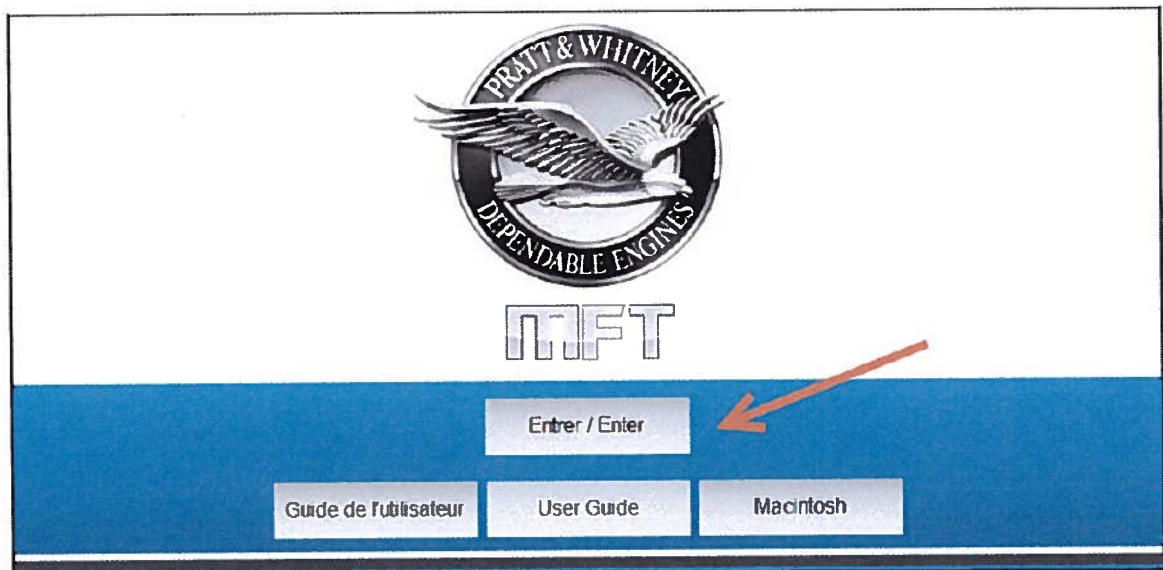 PRATT & WHITNEY
DEPENDABLE ENGINES
MFT
Entrer / Enter
Guide de l'utilisateur
User Guide
Macintosh